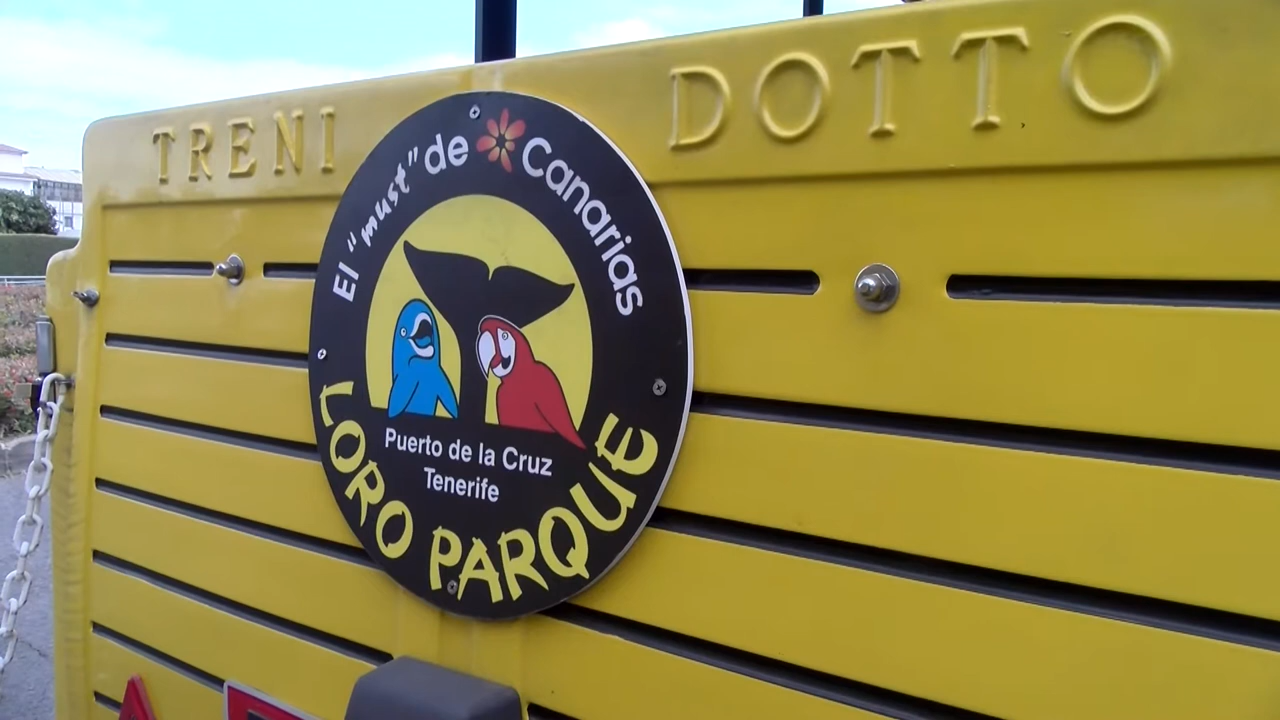 TRENI DOTTO
El "must" de Canarias
Puerto de la Cruz
Tenerife
LORO PARQUE